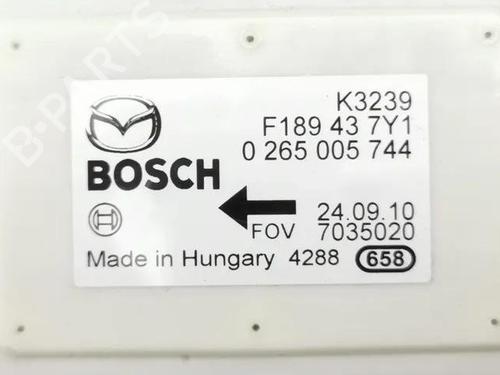 B-PARTS
K3239
F189 43 7Y1
0 265 005 744
BOSCH
24.09.10
FOV 7035020
Made in Hungary 4288 658